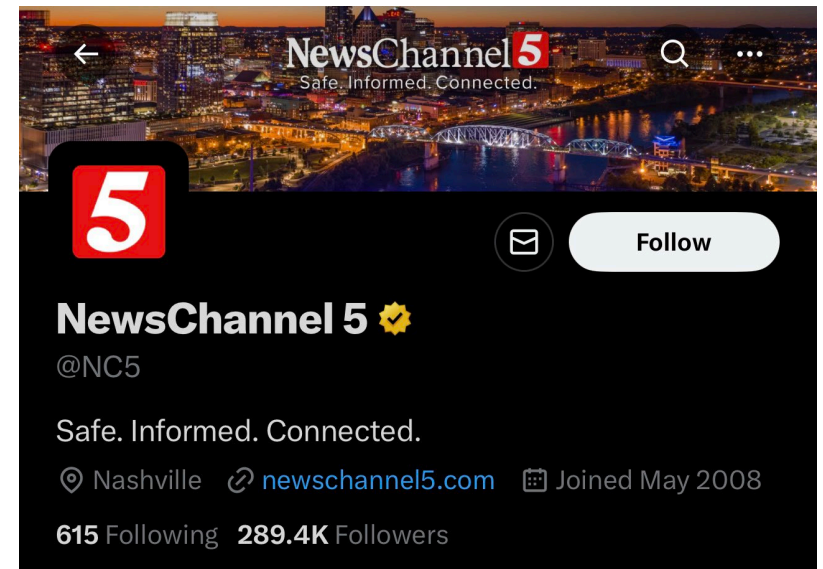 NewsChannel 5
Safe. Informed. Connected.
5
Follow
NewsChannel 5
@NC5
Safe. Informed. Connected.
Nashville newschannel5.com Joined May 2008
615 Following 289.4K Followers